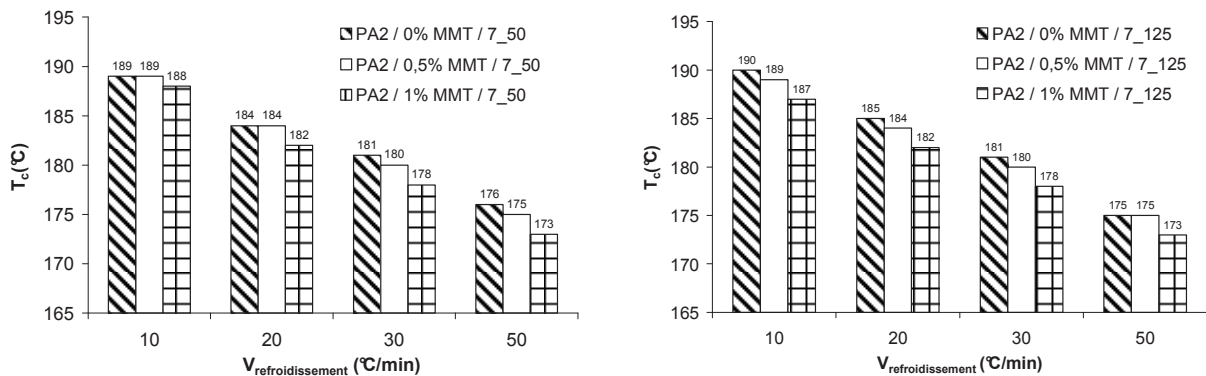 195
190
185
180
175
170
165
T_c(°C)
189 189 188
184 184 182
181 180 178
176 175 173
PA2 / 0% MMT / 7_50
PA2 / 0,5% MMT / 7_50
PA2 / 1% MMT / 7_50
10 20 30 50
V_refroidissement (°C/min)
195
190
185
180
175
170
165
T_c(°C)
190 189 187
185 184 182
181 180 178
175 175 173
PA2 / 0% MMT / 7_125
PA2 / 0,5% MMT / 7_125
PA2 / 1% MMT / 7_125
10 20 30 50
V_refroidissement (°C/min)